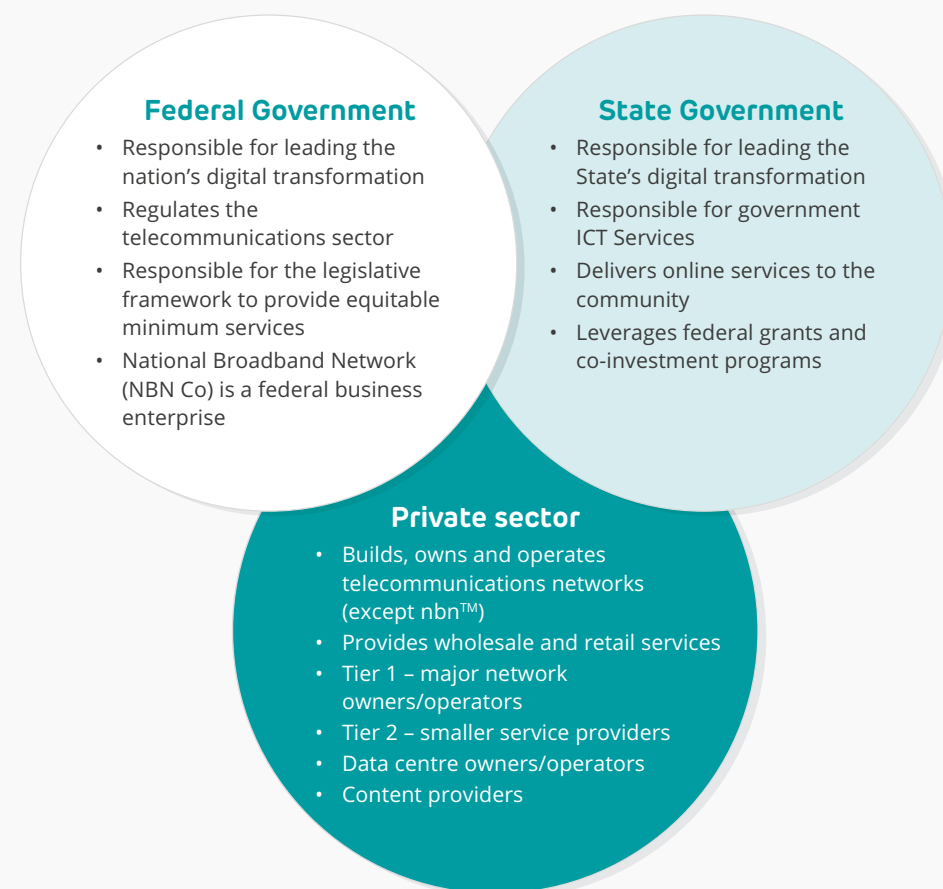 Federal Government
• Responsible for leading the
nation’s digital transformation
• Regulates the
telecommunications sector
• Responsible for the legislative
framework to provide equitable
minimum services
• National Broadband Network
(NBN Co) is a federal business
enterprise
State Government
• Responsible for leading the
State’s digital transformation
• Responsible for government
ICT Services
• Delivers online services to the
community
• Leverages federal grants and
co-investment programs
Private sector
• Builds, owns and operates
telecommunications networks
(except nbn™)
• Provides wholesale and retail services
• Tier 1 – major network
owners/operators
• Tier 2 – smaller service providers
• Data centre owners/operators
• Content providers